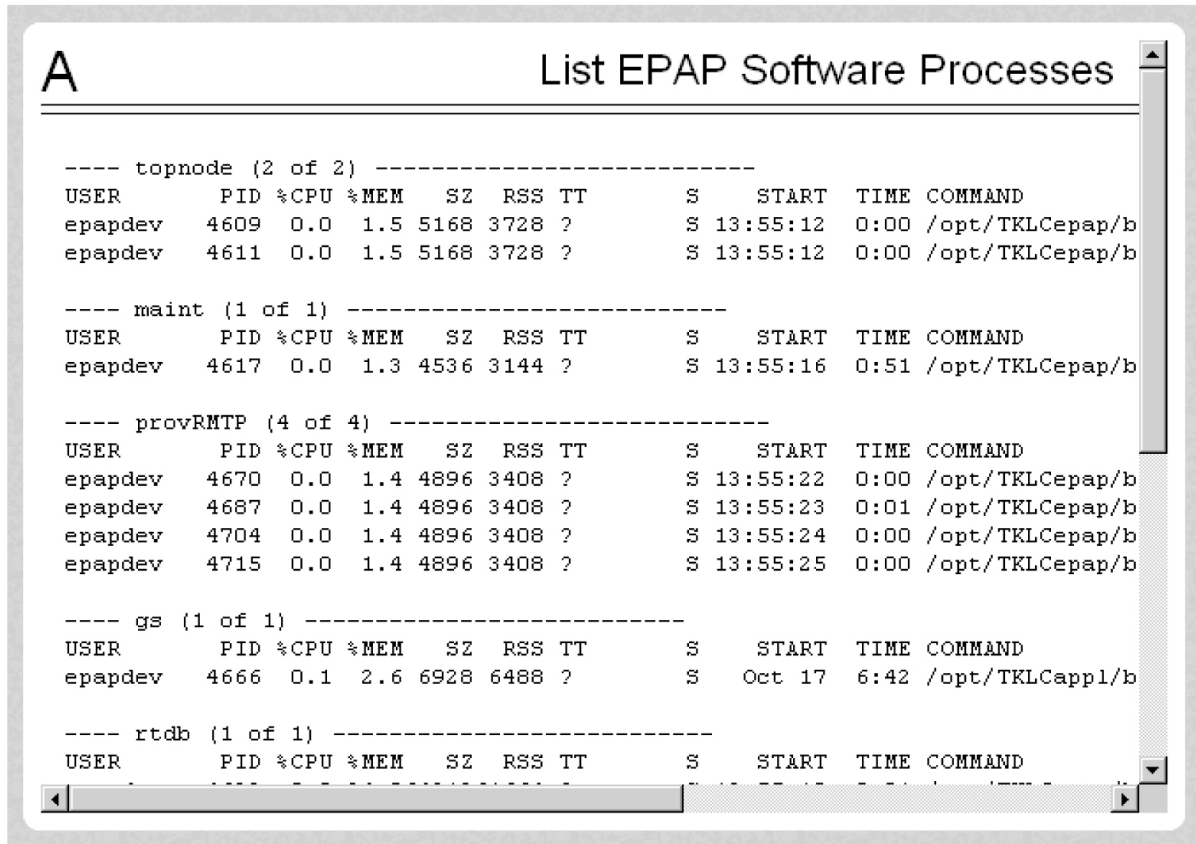 A
List EPAP Software Processes
---- topnode (2 of 2) ---------------------------
USER       PID %CPU %MEM   SZ  RSS TT       S    START  TIME COMMAND
epapdev   4609  0.0  1.5 5168 3728 ?        S 13:55:12  0:00 /opt/TKLCepap/b
epapdev   4611  0.0  1.5 5168 3728 ?        S 13:55:12  0:00 /opt/TKLCepap/b
---- maint (1 of 1) ---------------------------
USER       PID %CPU %MEM   SZ  RSS TT       S    START  TIME COMMAND
epapdev   4617  0.0  1.3 4536 3144 ?        S 13:55:16  0:51 /opt/TKLCepap/b
---- provRMTP (4 of 4) ---------------------------
USER       PID %CPU %MEM   SZ  RSS TT       S    START  TIME COMMAND
epapdev   4670  0.0  1.4 4896 3408 ?        S 13:55:22  0:00 /opt/TKLCepap/b
epapdev   4687  0.0  1.4 4896 3408 ?        S 13:55:23  0:01 /opt/TKLCepap/b
epapdev   4704  0.0  1.4 4896 3408 ?        S 13:55:24  0:00 /opt/TKLCepap/b
epapdev   4715  0.0  1.4 4896 3408 ?        S 13:55:25  0:00 /opt/TKLCepap/b
---- gs (1 of 1) ---------------------------
USER       PID %CPU %MEM   SZ  RSS TT       S    START  TIME COMMAND
epapdev   4666  0.1  2.6 6928 6488 ?        S   Oct 17  6:42 /opt/TKLCappl/b
---- rtdb (1 of 1) ---------------------------
USER       PID %CPU %MEM   SZ  RSS TT       S    START  TIME COMMAND